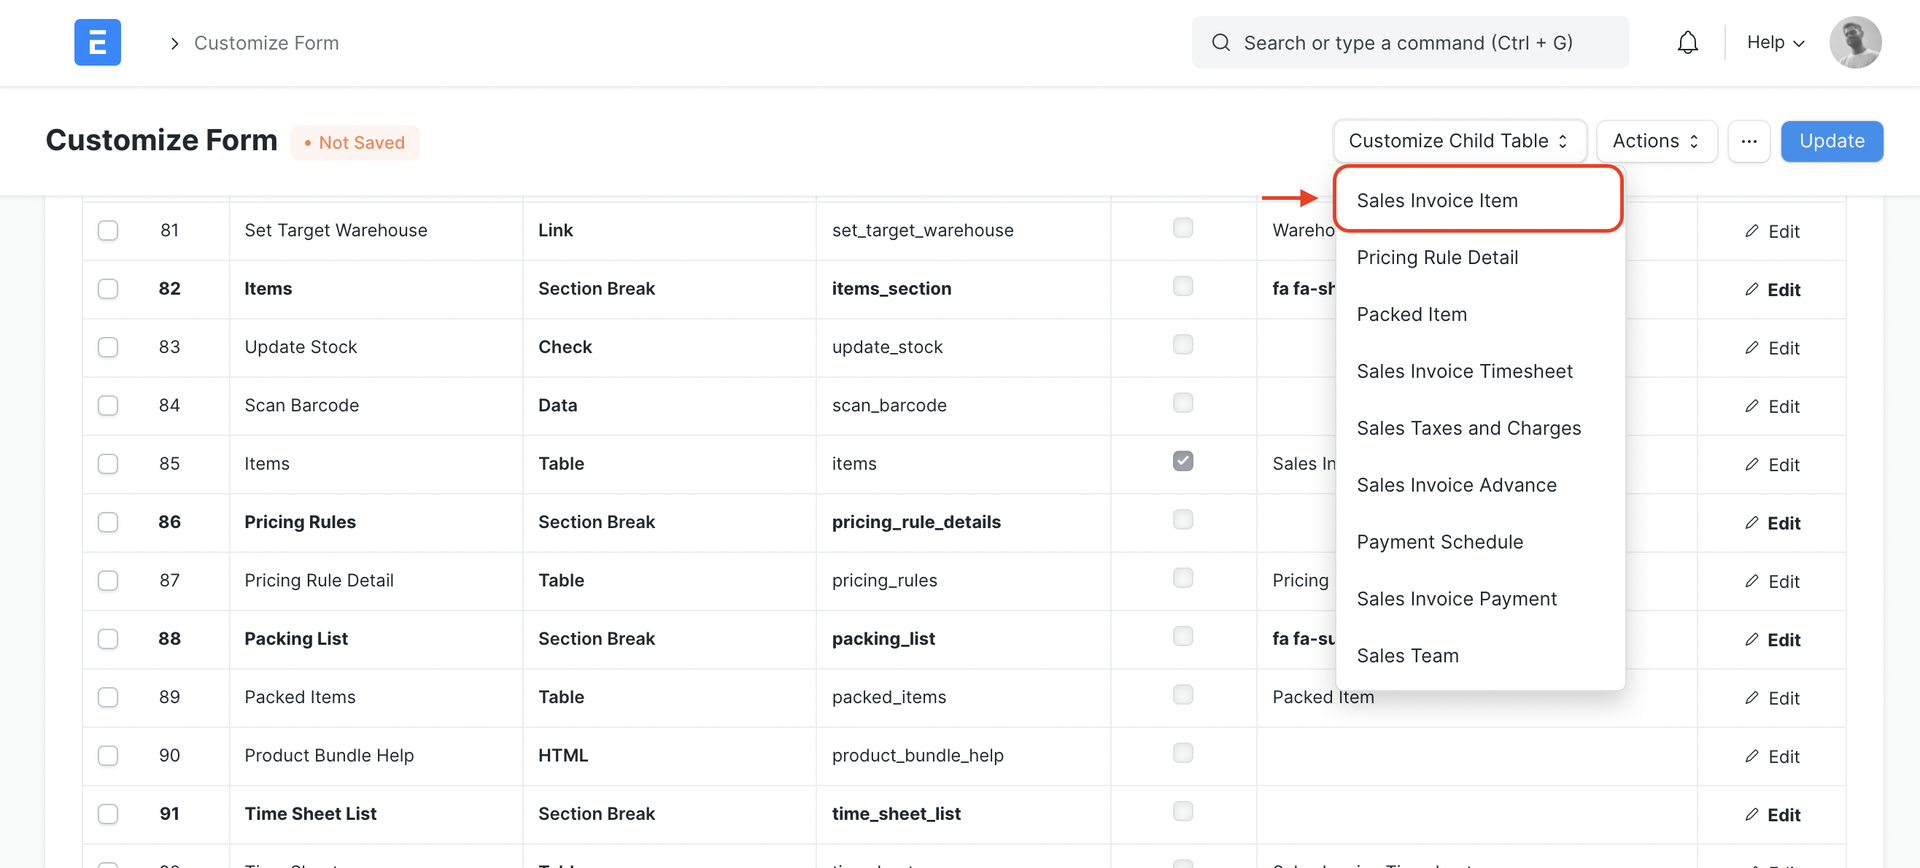 E
Customize Form
Search or type a command (Ctrl + G)
Help
Customize Form
• Not Saved
Customize Child Table
Actions
...
Update
Sales Invoice Item
Pricing Rule Detail
Packed Item
Sales Invoice Timesheet
Sales Taxes and Charges
Sales Invoice Advance
Payment Schedule
Sales Invoice Payment
Sales Team
81 Set Target Warehouse Link set_target_warehouse Wareho Edit
82 Items Section Break items_section fa fa-sh Edit
83 Update Stock Check update_stock Edit
84 Scan Barcode Data scan_barcode Edit
85 Items Table items Sales In Edit
86 Pricing Rules Section Break pricing_rule_details Edit
87 Pricing Rule Detail Table pricing_rules Pricing Edit
88 Packing List Section Break packing_list fa fa-su Edit
89 Packed Items Table packed_items Packed Item Edit
90 Product Bundle Help HTML product_bundle_help Edit
91 Time Sheet List Section Break time_sheet_list Edit